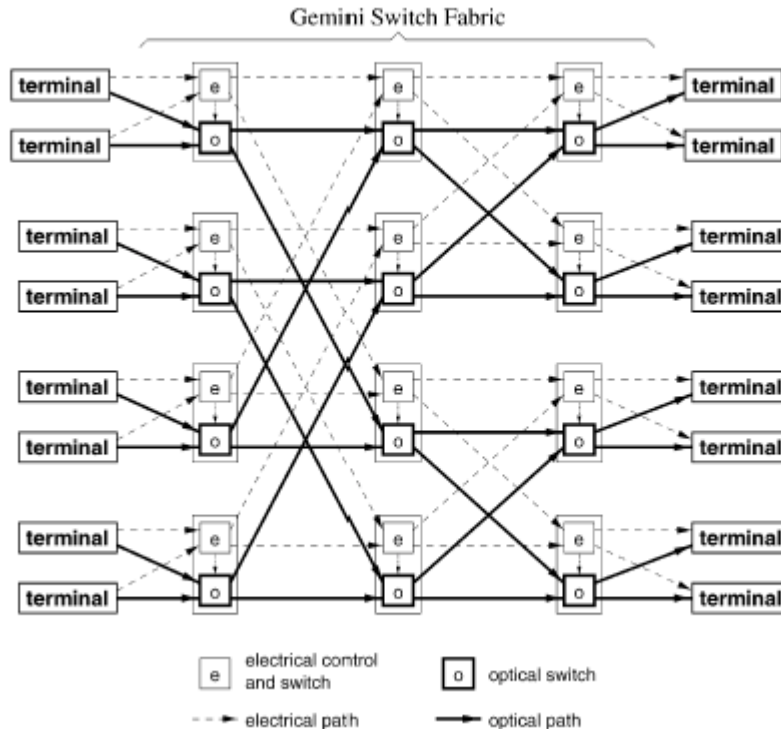 Gemini Switch Fabric
terminal e e e terminal
terminal o o o terminal
terminal e e e terminal
terminal o o o terminal
terminal e e e terminal
terminal o o o terminal
terminal e e e terminal
terminal o o o terminal
e electrical control and switch o optical switch
electrical path optical path